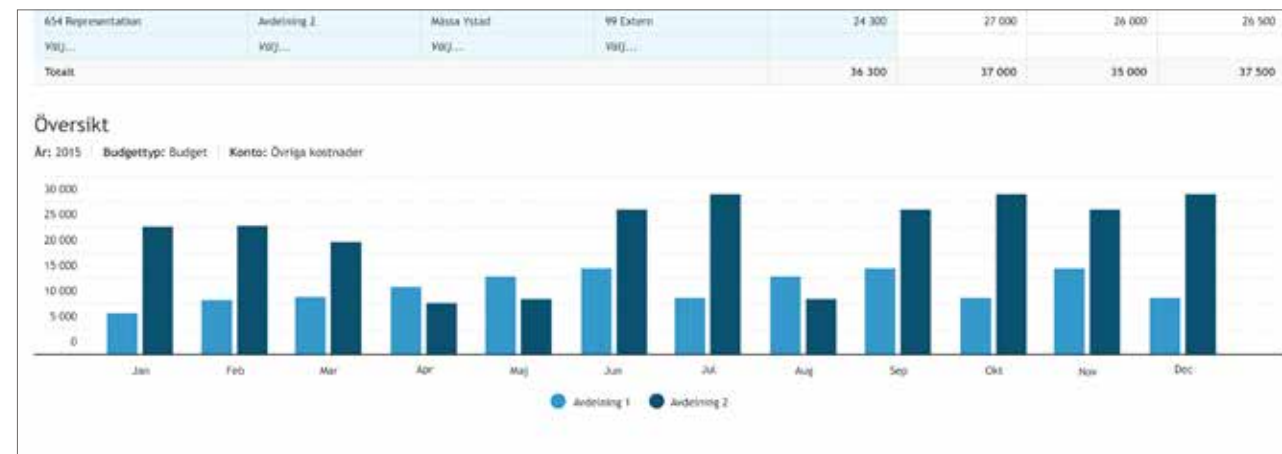 654 Representation Avdelning 2 Mässa Ystad 99 Extern 24 300 27 000 26 000 26 500
Välj... Välj... Välj... Välj...
Totalt 36 300 37 000 35 000 37 500
Översikt
År: 2015 Budgettyp: Budget Konto: Övriga kostnader
30 000
25 000
20 000
15 000
10 000
5 000
0
Jan Feb Mar Apr Maj Jun Jul Aug Sep Okt Nov Dec
Avdelning 1 Avdelning 2